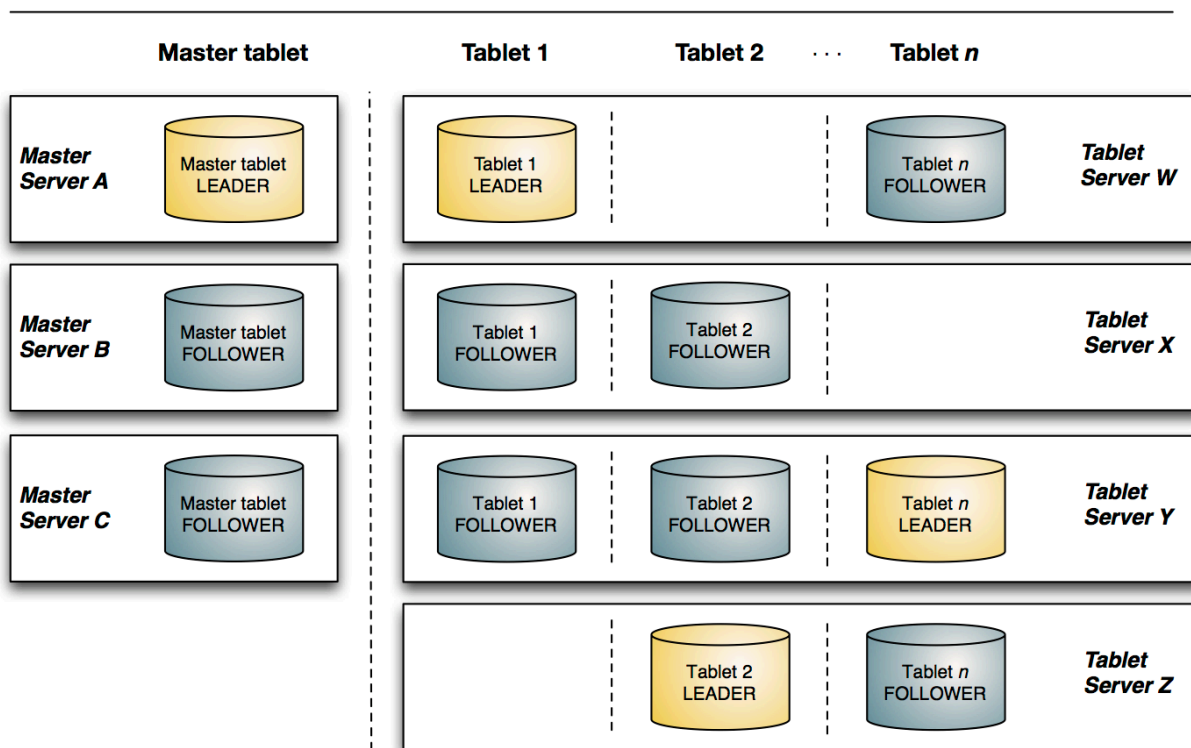 Master tablet
Tablet 1
Tablet 2
. . .
Tablet n
Master
Server A
Master tablet
LEADER
Tablet 1
LEADER
Tablet n
FOLLOWER
Tablet
Server W
Master
Server B
Master tablet
FOLLOWER
Tablet 1
FOLLOWER
Tablet 2
FOLLOWER
Tablet
Server X
Master
Server C
Master tablet
FOLLOWER
Tablet 1
FOLLOWER
Tablet 2
FOLLOWER
Tablet n
LEADER
Tablet
Server Y
Tablet 2
LEADER
Tablet n
FOLLOWER
Tablet
Server Z